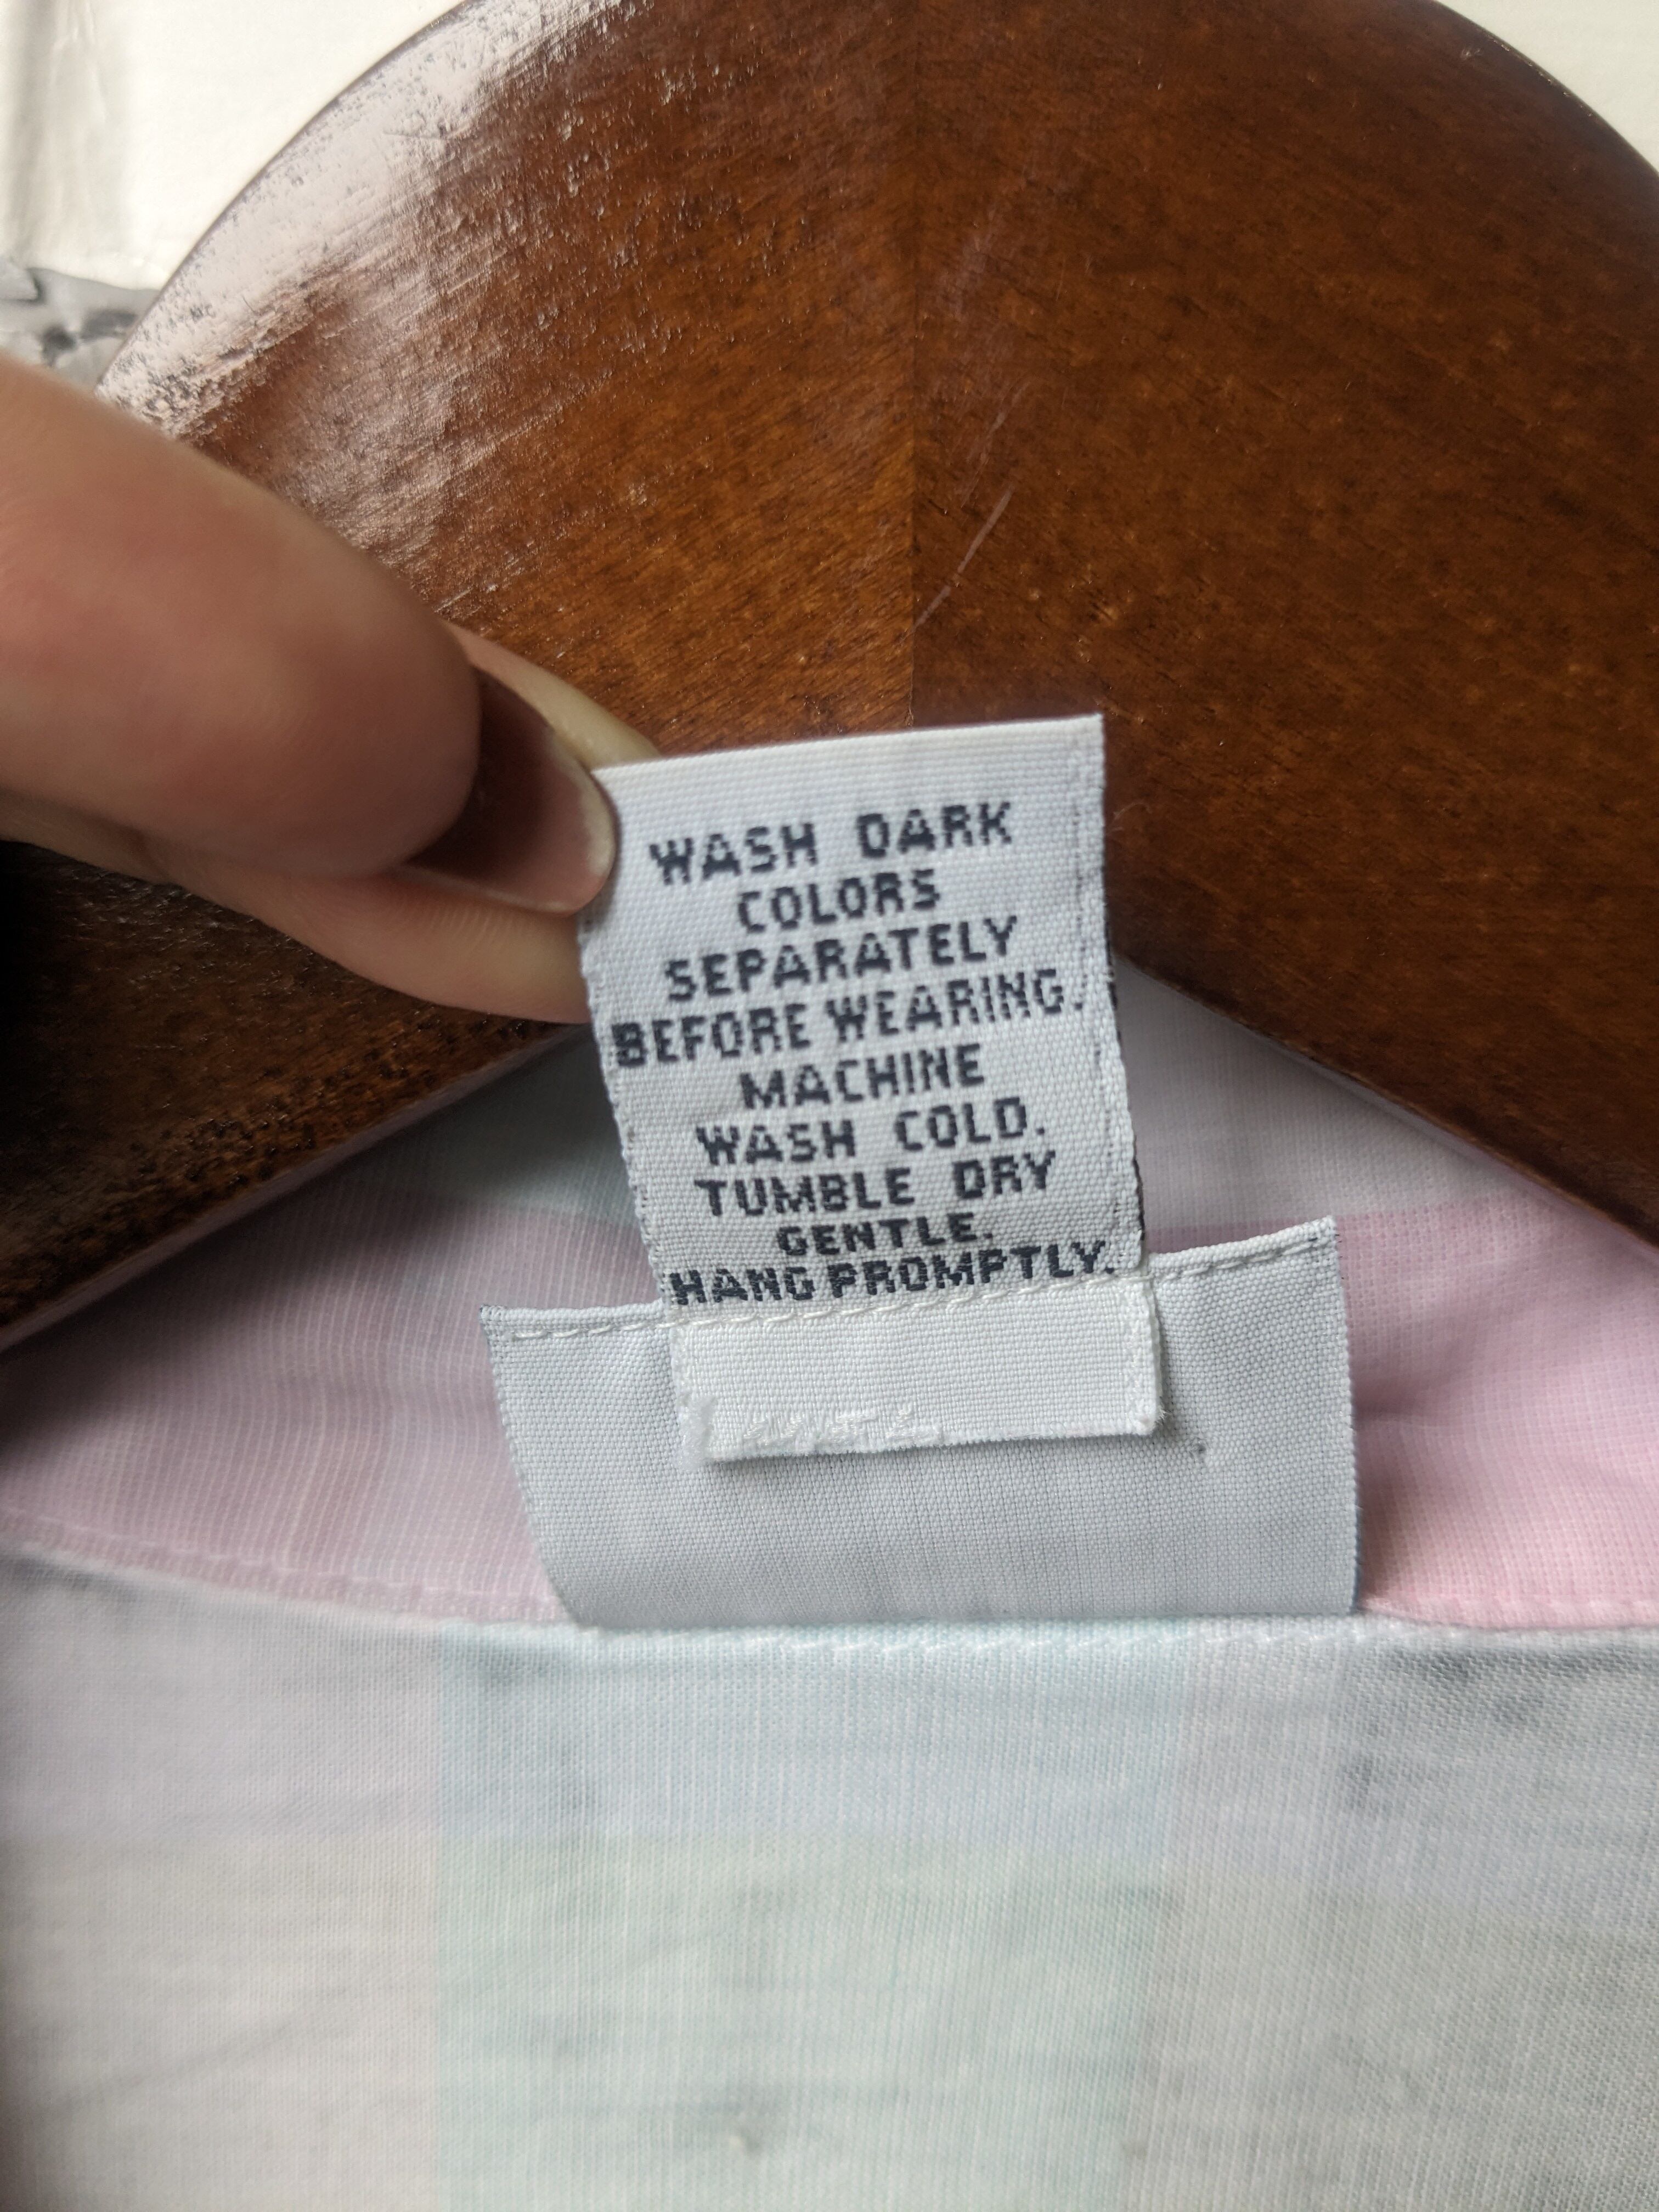 WASH DARK
COLORS
SEPARATELY
BEFORE WEARING.
MACHINE
WASH COLD.
TUMBLE DRY
GENTLE.
HANG PROMPTLY.